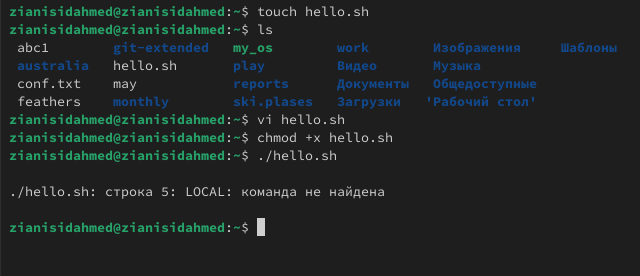 zianisidahmed@zianisidahmed:~$ touch hello.sh
zianisidahmed@zianisidahmed:~$ ls
abc1 git-extended my_os work Изображения Шаблоны
australia hello.sh play Видео Музыка
conf.txt may reports Документы Общедоступные
feathers monthly ski.plases Загрузки 'Рабочий стол'
zianisidahmed@zianisidahmed:~$ vi hello.sh
zianisidahmed@zianisidahmed:~$ chmod +x hello.sh
zianisidahmed@zianisidahmed:~$ ./hello.sh
./hello.sh: строка 5: LOCAL: команда не найдена
zianisidahmed@zianisidahmed:~$